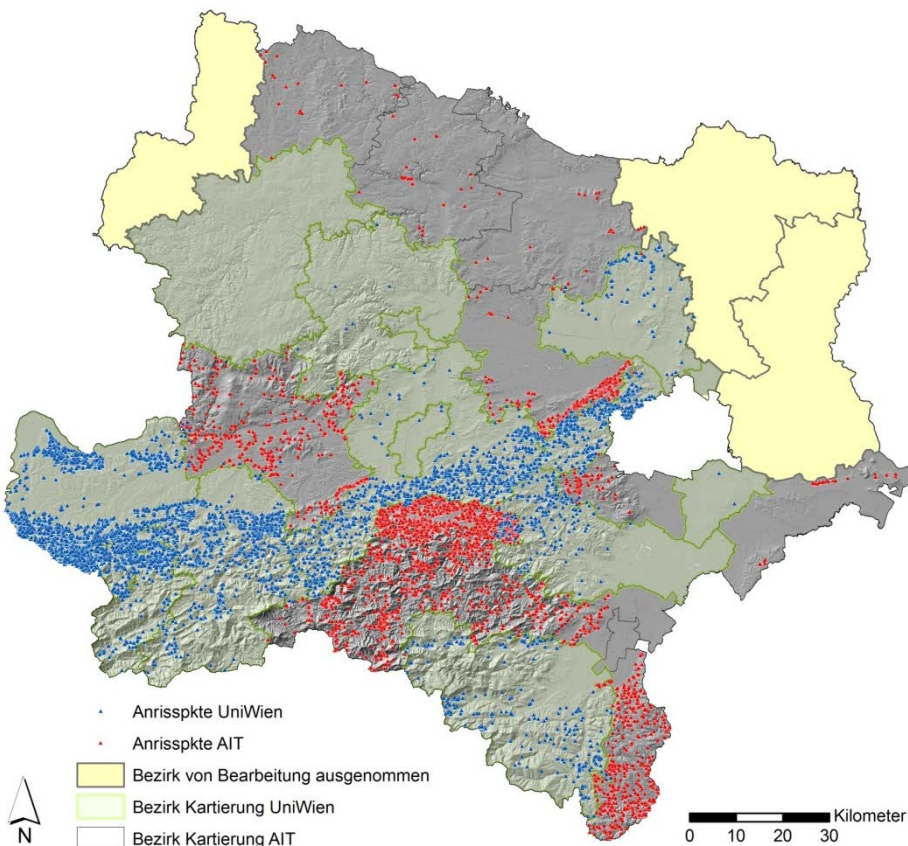 Anrisspkte UniWien
Anrisspkte AIT
Bezirk von Bearbeitung ausgenommen
Bezirk Kartierung UniWien
Bezirk Kartierung AIT
N
Kilometer
0 10 20 30